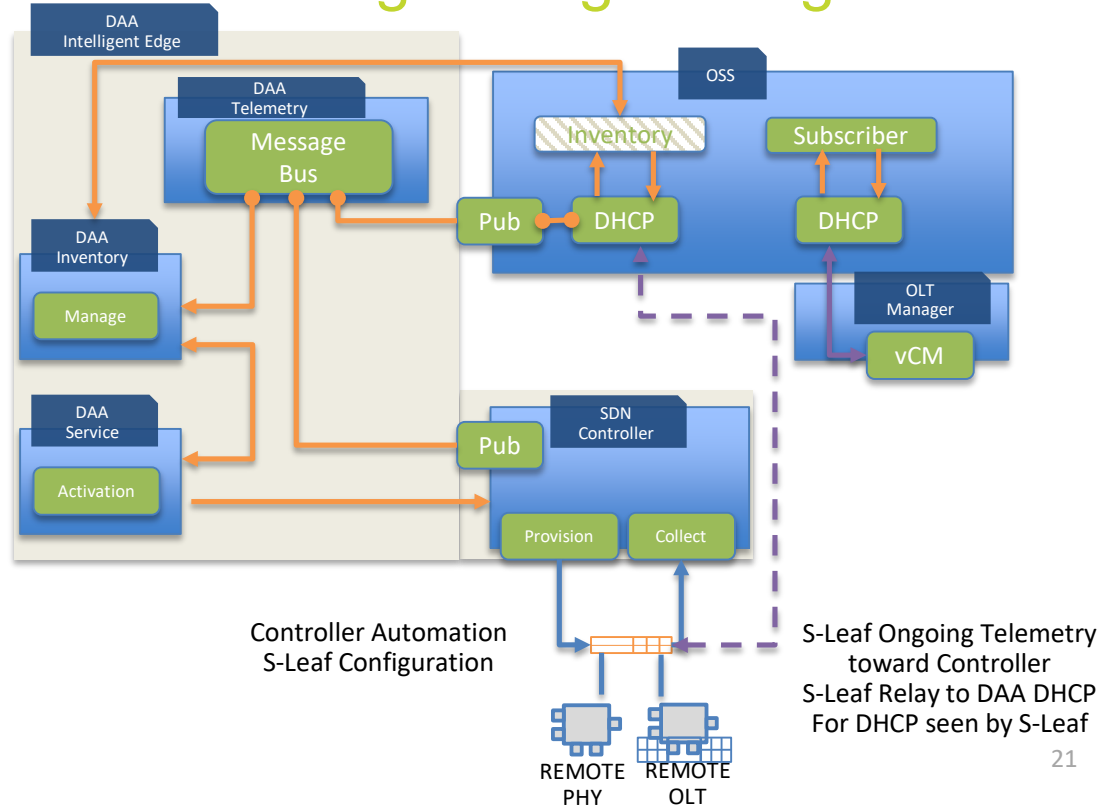 DAA
Intelligent Edge
OSS
DAA
Telemetry
Message
Bus
Inventory
Subscriber
Pub
DHCP
DHCP
DAA
Inventory
Manage
OLT
Manager
vCM
DAA
Service
Activation
SDN
Controller
Pub
Provision
Collect
Controller Automation
S-Leaf Configuration
S-Leaf Ongoing Telemetry
toward Controller
S-Leaf Relay to DAA DHCP
For DHCP seen by S-Leaf
REMOTE
PHY
REMOTE
OLT
21